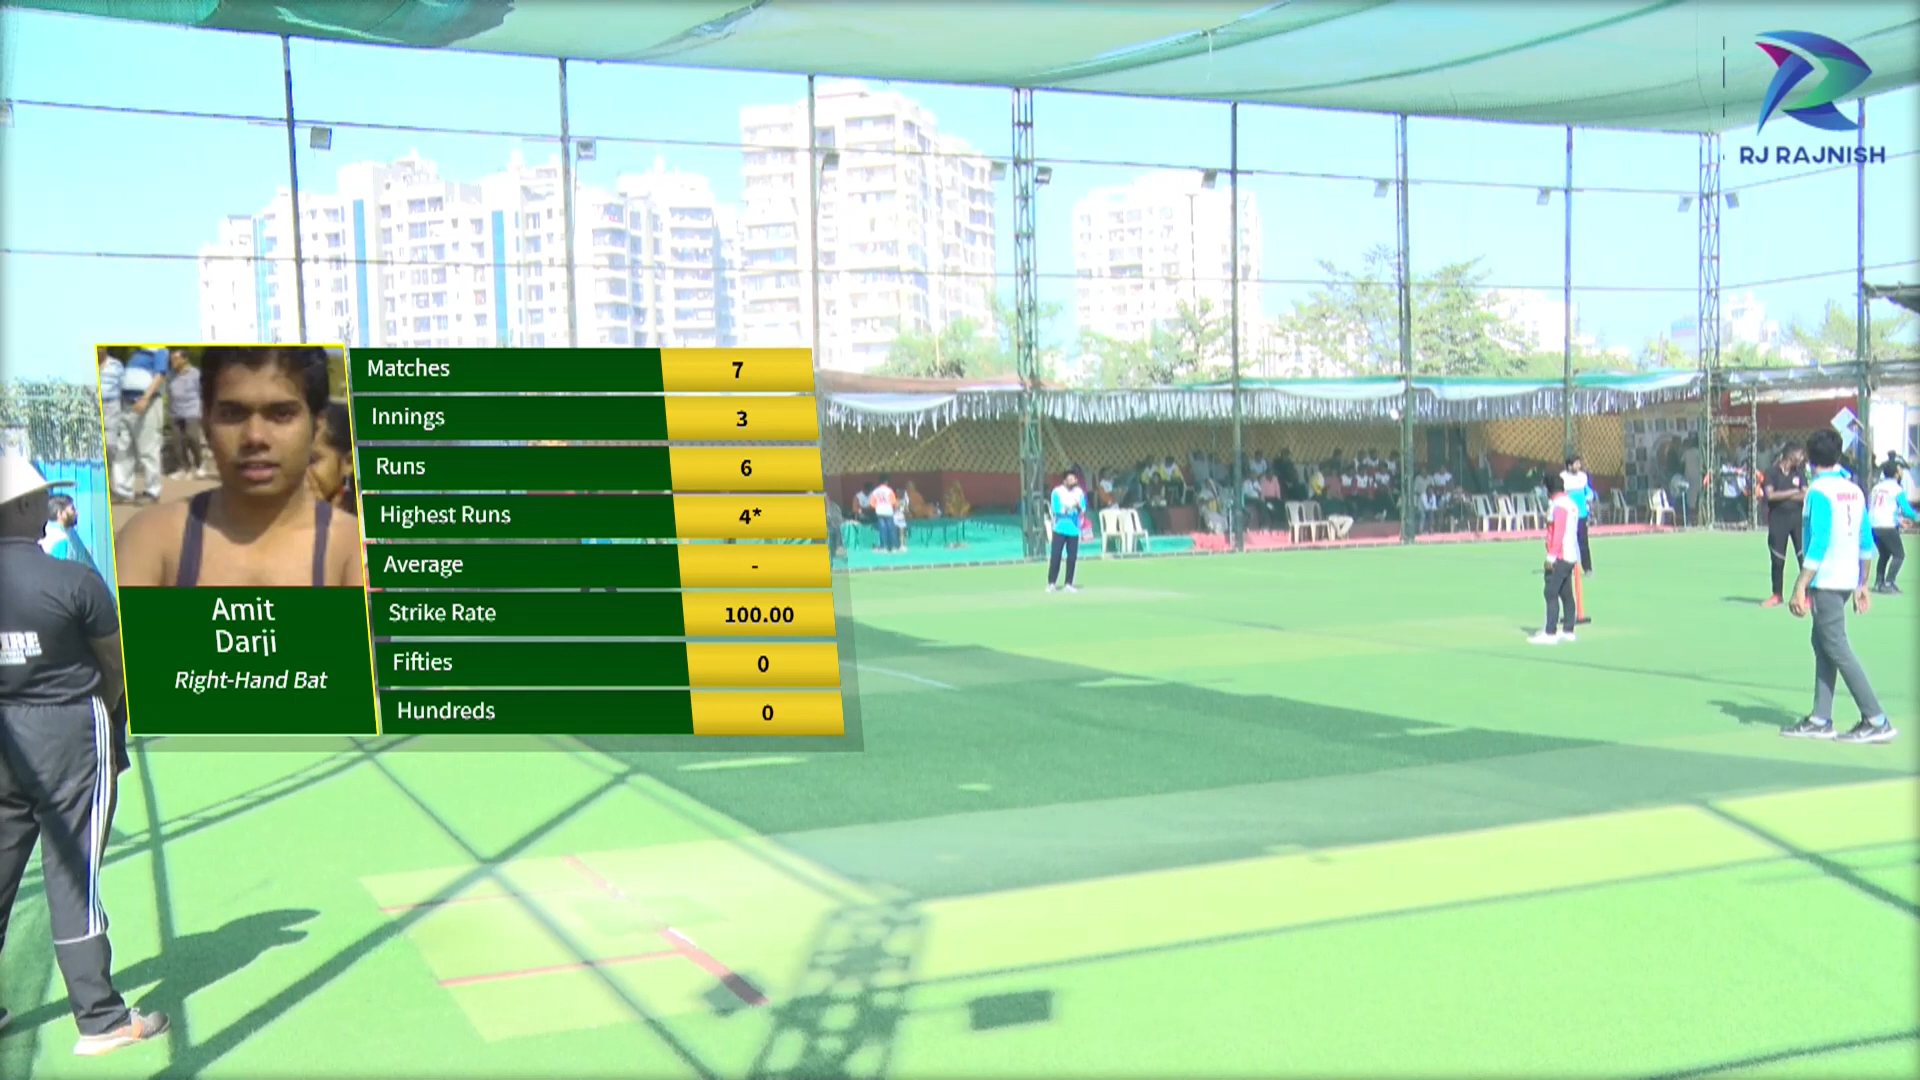 RJ RAJNISH
Matches 7
Innings 3
Runs 6
Highest Runs 4*
Average -
Strike Rate 100.00
Fifties 0
Hundreds 0
Amit
Darji
Right-Hand Bat